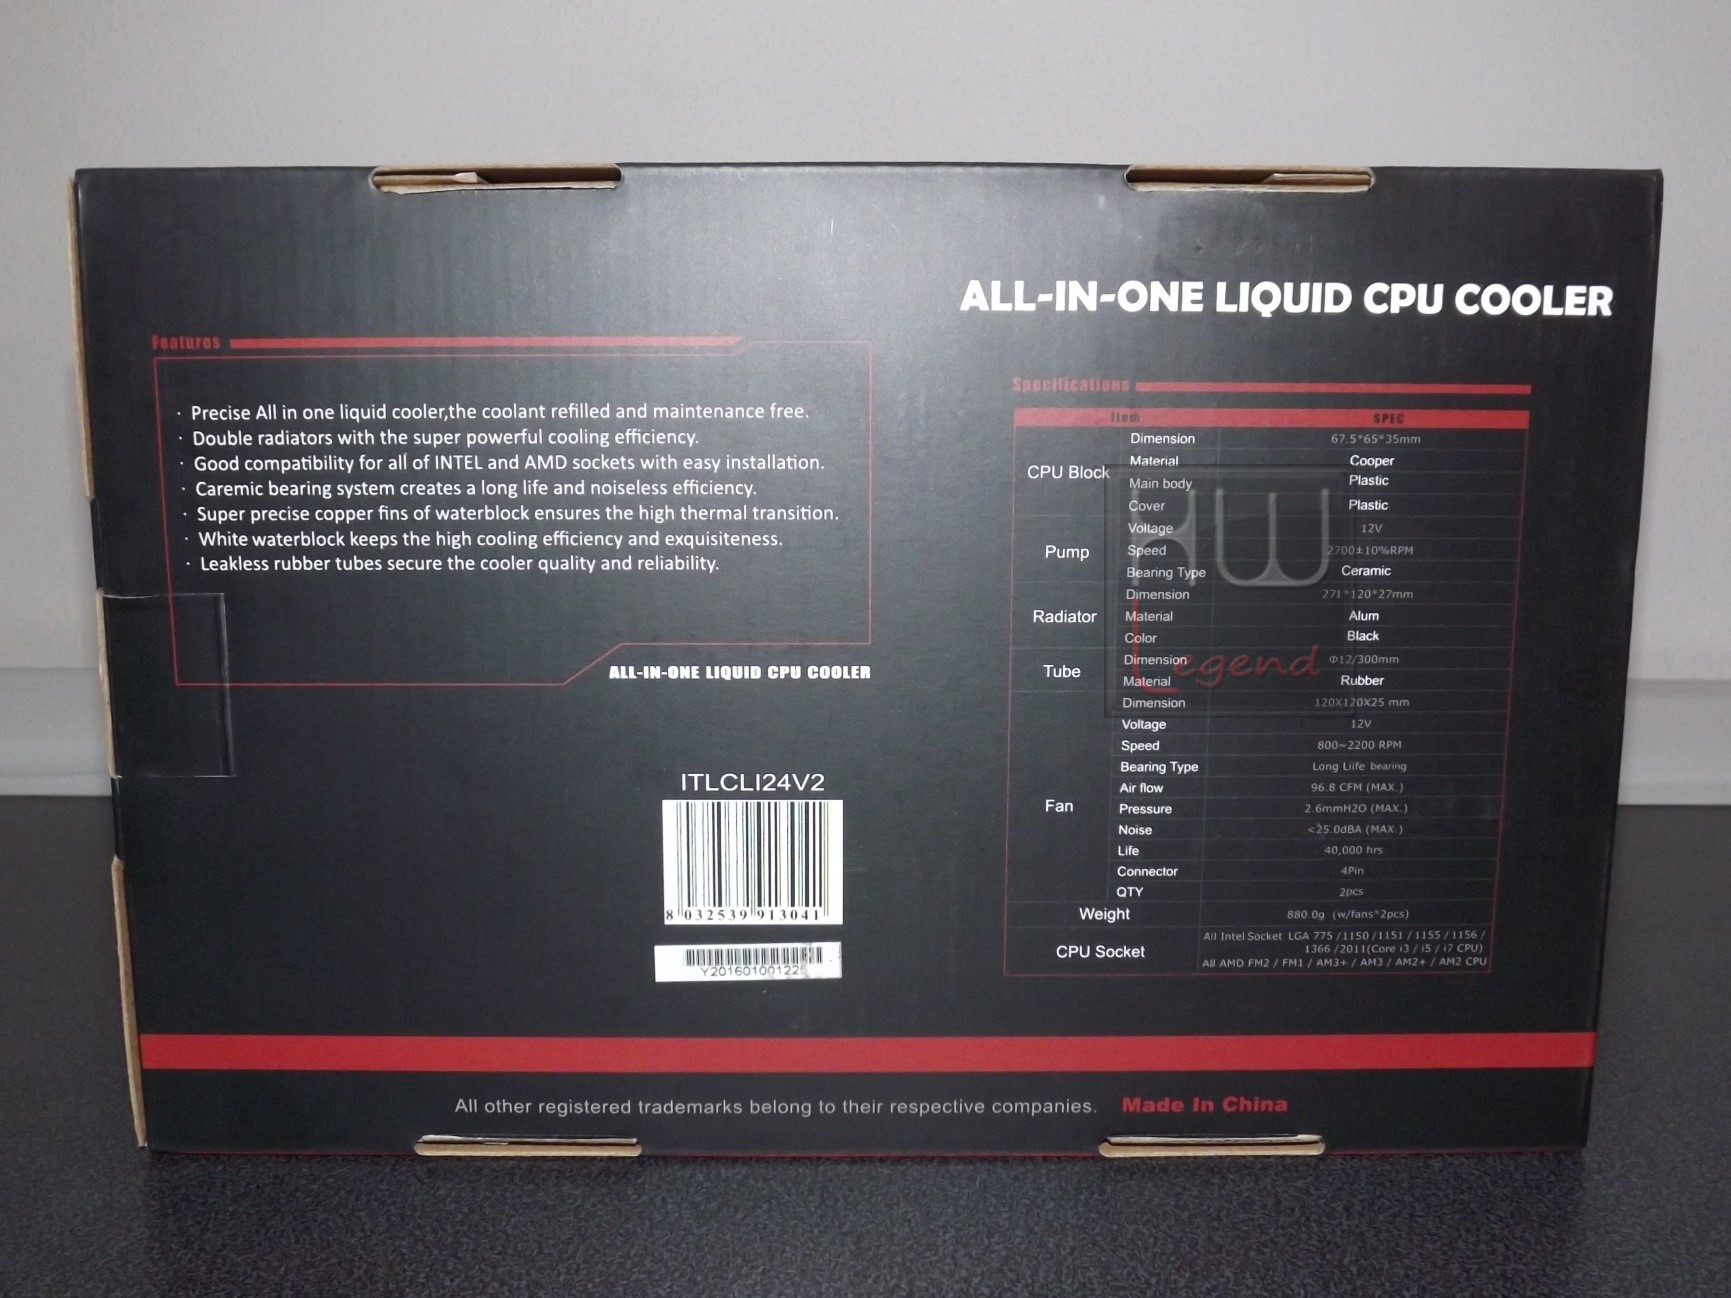 ALL-IN-ONE LIQUID CPU COOLER
Features
· Precise All in one liquid cooler,the coolant refilled and maintenance free.
· Double radiators with the super powerful cooling efficiency.
· Good compatibility for all of INTEL and AMD sockets with easy installation.
· Caremic bearing system creates a long life and noiseless efficiency.
· Super precise copper fins of waterblock ensures the high thermal transition.
· White waterblock keeps the high cooling efficiency and exquisiteness.
· Leakless rubber tubes secure the cooler quality and reliability.
ALL-IN-ONE LIQUID CPU COOLER
ITLCLI24V2
8 032539 913041
Y201601001225
Specifications
Item SPEC
CPU Block
Dimension 67.5*65*35mm
Material Cooper
Main body Plastic
Cover Plastic
Pump
Voltage 12V
Speed 2700±10%RPM
Bearing Type Ceramic
Radiator
Dimension 271*120*27mm
Material Alum
Color Black
Tube
Dimension Φ12/300mm
Material Rubber
Fan
Dimension 120X120X25 mm
Voltage 12V
Speed 800~2200 RPM
Bearing Type Long Liife bearing
Air flow 96.8 CFM (MAX.)
Pressure 2.6mmH2O (MAX.)
Noise <25.0dBA (MAX.)
Life 40,000 hrs
Connector 4Pin
QTY 2pcs
Weight 880.0g (w/fans*2pcs)
CPU Socket
All Intel Socket LGA 775 /1150 /1151 / 1155 / 1156 /
1366 /2011(Core i3 / i5 / i7 CPU)
All AMD FM2 / FM1 / AM3+ / AM3 / AM2+ / AM2 CPU
HW
Legend
All other registered trademarks belong to their respective companies. Made In China